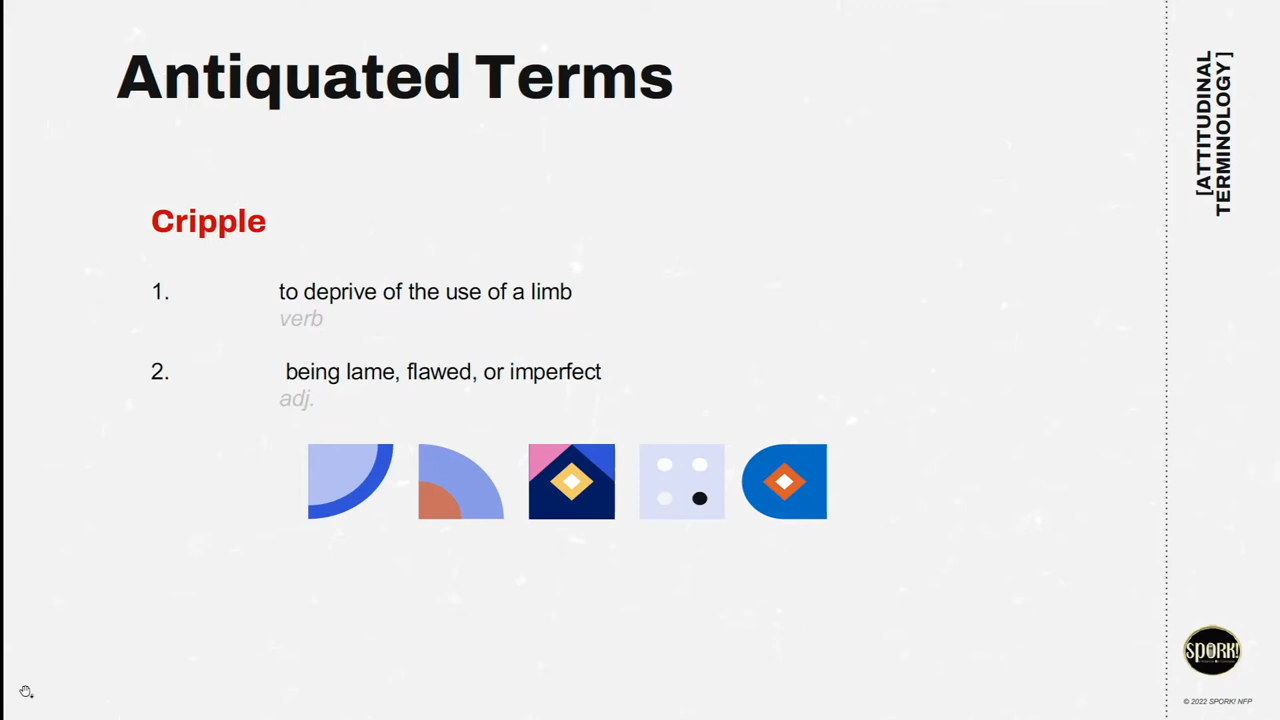 Antiquated Terms
Cripple
1. to deprive of the use of a limb
verb
2. being lame, flawed, or imperfect
adj.
[ATTITUDINAL
TERMINOLOGY]
SPORK!
© 2022 SPORK! NFP